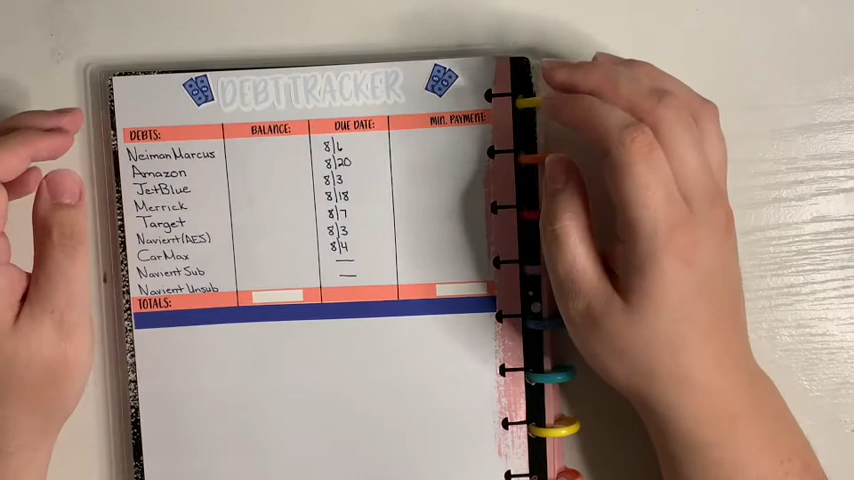 DEBT TRACKER
DEBTS: BALANCE: DUE DATE: MIN. PAYMENT:
Neiman Marcus 8/6
Amazon 8/20
JetBlue 8/3
Merrick 8/18
Target 8/7
Navient (AES) 8/3
CarMax 8/4
Navient Sub —
Navient Unsub —
TOTALS: